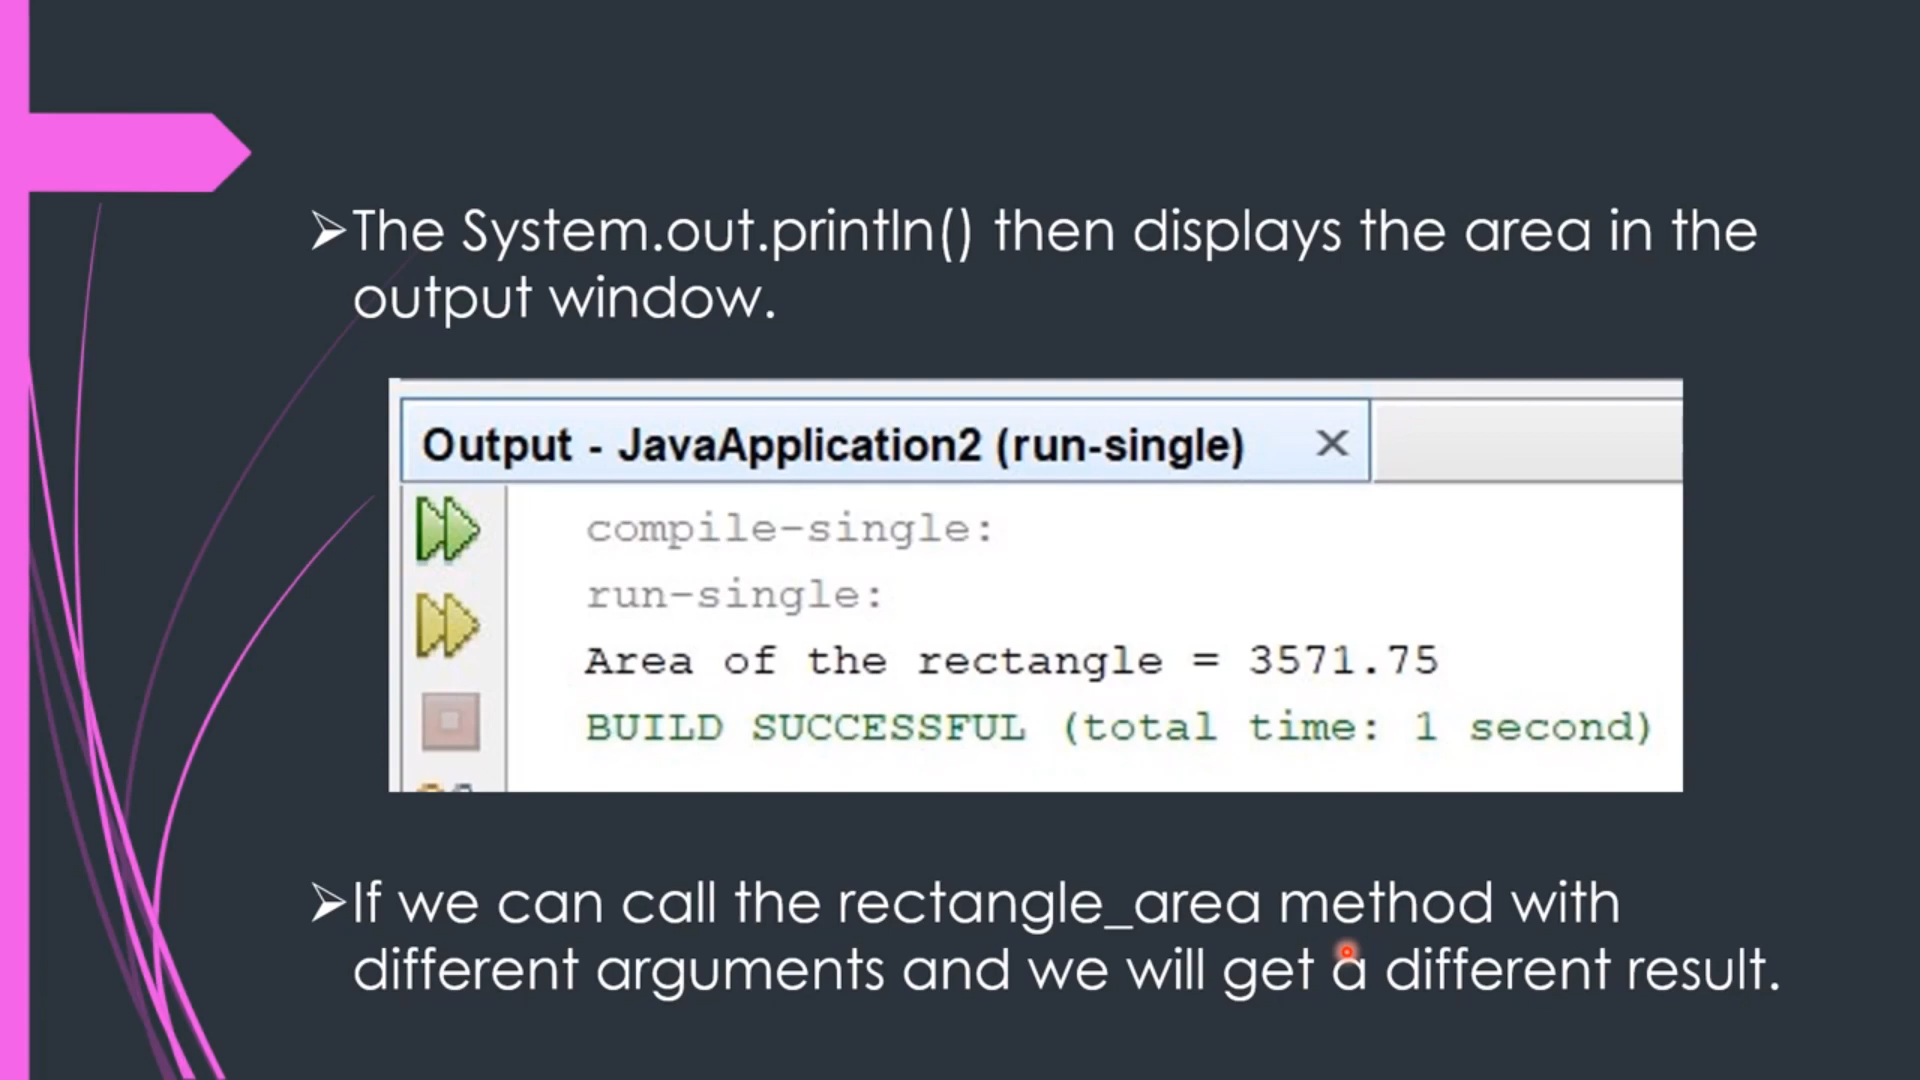 ➢The System.out.println() then displays the area in the
output window.
Output - JavaApplication2 (run-single)
compile-single:
run-single:
Area of the rectangle = 3571.75
BUILD SUCCESSFUL (total time: 1 second)
➢If we can call the rectangle_area method with
different arguments and we will get a different result.